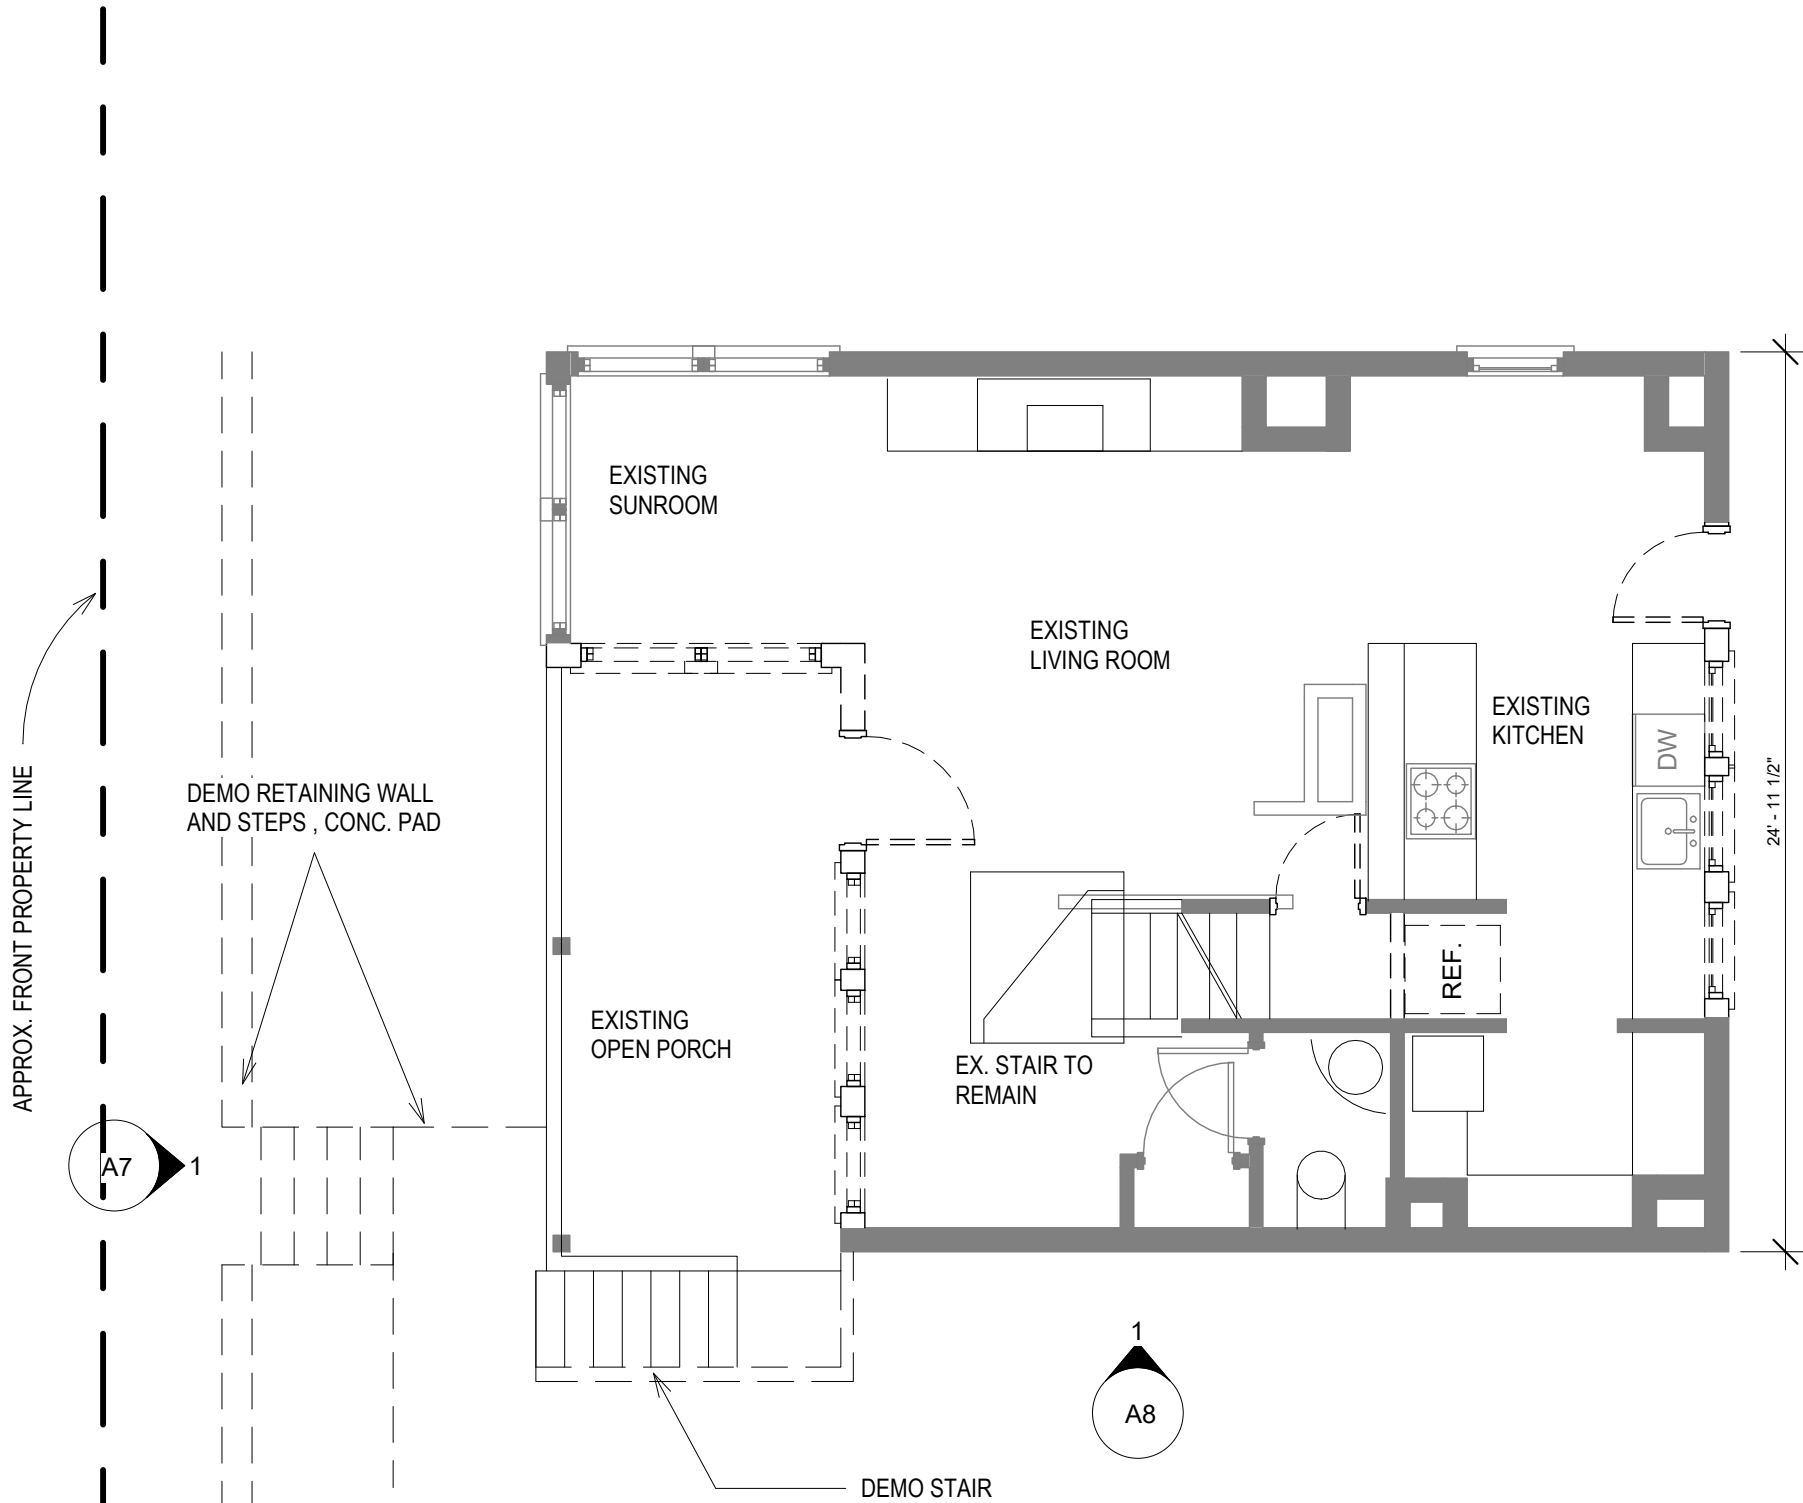 EXISTING
SUNROOM
EXISTING
LIVING ROOM
EXISTING
KITCHEN
DW
24' - 11 1/2"
APPROX. FRONT PROPERTY LINE
DEMO RETAINING WALL
AND STEPS , CONC. PAD
REF.
EXISTING
OPEN PORCH
EX. STAIR TO
REMAIN
A7
1
1
A8
DEMO STAIR